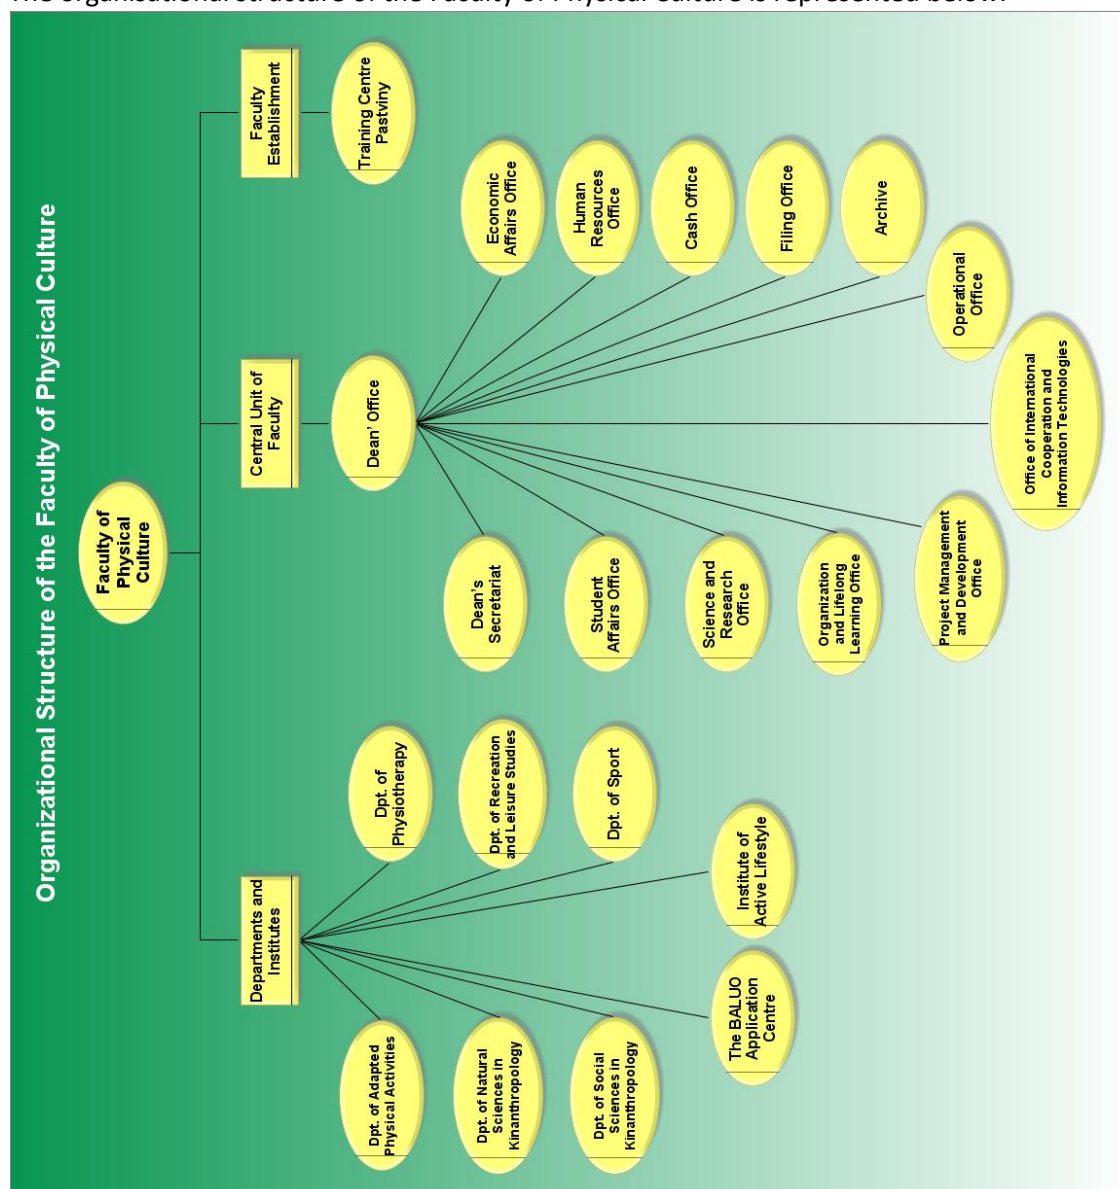 The organisational structure of the Faculty of Physical Culture is represented below:
Organizational Structure of the Faculty of Physical Culture
Faculty of
Physical
Culture
Departments and
Institutes
Central Unit of
Faculty
Faculty
Establishment
Dpt. of Adapted
Physical Activities
Dpt. of Physiotherapy
Dpt. of Natural
Sciences in
Kinanthropology
Dpt. of Recreation
and Leisure Studies
Dpt. of Social
Sciences in
Kinanthropology
Dpt. of Sport
The BALUO
Application
Centre
Institute of
Active Lifestyle
Dean' Office
Dean's
Secretariat
Economic
Affairs Office
Student
Affairs Office
Human
Resources
Office
Science and
Research
Office
Cash Office
Organization
and Lifelong
Learning Office
Filing Office
Project Management
and Development
Office
Archive
Operational
Office
Office of International
Cooperation and
Information Technologies
Training Centre
Pastviny